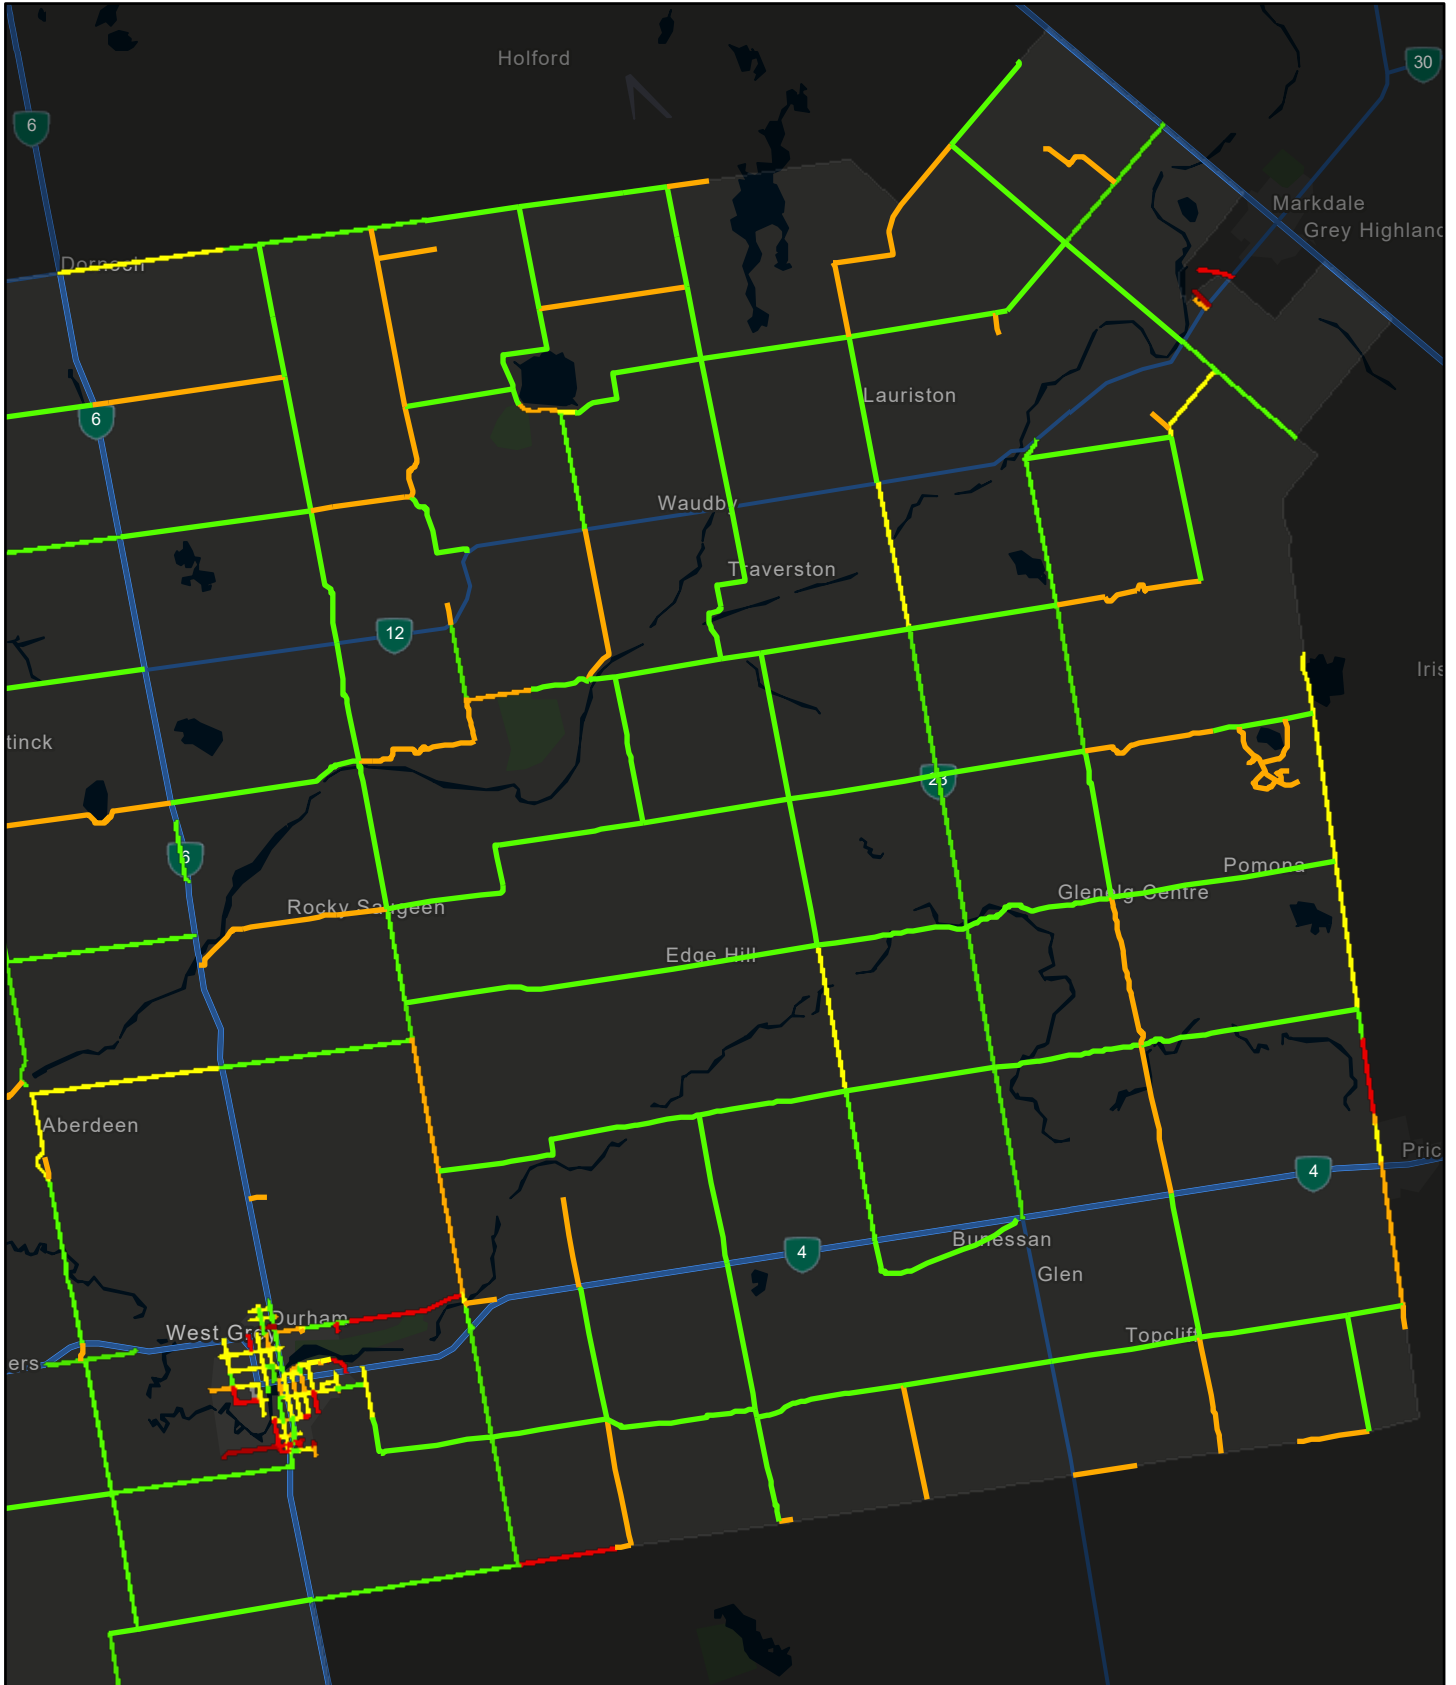 Holford
30
6
Markdale
Grey Highland
Dornoch
Lauriston
6
Waudby
Traverston
12
Iris
tinck
23
6
Pomona
Glenelg Centre
Rocky Saugeen
Edge Hill
Aberdeen
Pric
4
Bunessan
4
Glen
Durham
West Gre
Topcliff
ers